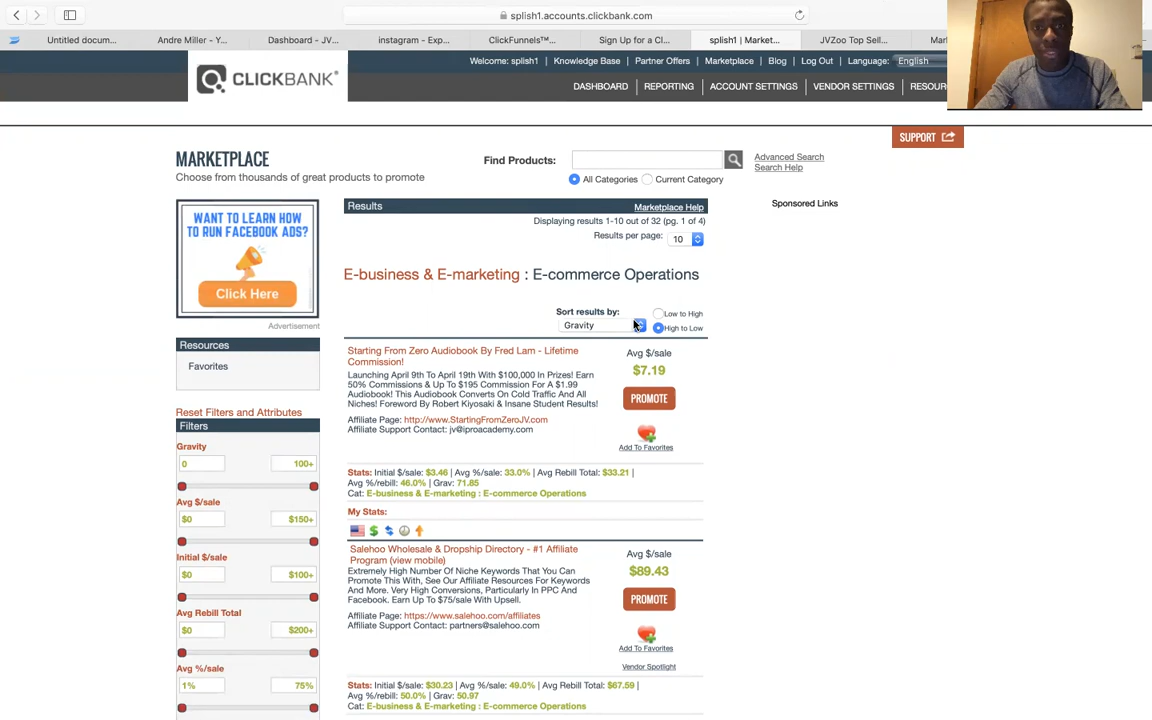 splish1.accounts.clickbank.com
Untitled docum...
Andre Miller - Y...
Dashboard - JV...
instagram - Exp...
ClickFunnels™...
Sign Up for a Cl...
splish1 | Market...
JVZoo Top Sell...
Mark
Welcome: splish1 | Knowledge Base | Partner Offers | Marketplace | Blog | Log Out | Language: English
CLICKBANK®
DASHBOARD | REPORTING | ACCOUNT SETTINGS | VENDOR SETTINGS | RESOUR
SUPPORT
MARKETPLACE
Choose from thousands of great products to promote
Find Products:
Advanced Search
Search Help
All Categories
Current Category
WANT TO LEARN HOW
TO RUN FACEBOOK ADS?
Click Here
Advertisement
Resources
Favorites
Reset Filters and Attributes
Filters
Gravity
0
100+
Avg $/sale
$0
$150+
Initial $/sale
$0
$100+
Avg Rebill Total
$0
$200+
Avg %/sale
1%
75%
Results
Marketplace Help
Displaying results 1-10 out of 32 (pg. 1 of 4)
Results per page: 10
E-business & E-marketing : E-commerce Operations
Sort results by:
Gravity
Low to High
High to Low
Starting From Zero Audiobook By Fred Lam - Lifetime
Commission!
Launching April 9th To April 19th With $100,000 In Prizes! Earn
50% Commissions & Up To $195 Commission For A $1.99
Audiobook! This Audiobook Converts On Cold Traffic And All
Niches! Foreword By Robert Kiyosaki & Insane Student Results!
Affiliate Page: http://www.StartingFromZeroJV.com
Affiliate Support Contact: jv@iproacademy.com
Avg $/sale
$7.19
PROMOTE
Add To Favorites
Stats: Initial $/sale: $3.46 | Avg %/sale: 33.0% | Avg Rebill Total: $33.21 |
Avg %/rebill: 46.0% | Grav: 71.85
Cat: E-business & E-marketing : E-commerce Operations
My Stats:
Salehoo Wholesale & Dropship Directory - #1 Affiliate
Program (view mobile)
Extremely High Number Of Niche Keywords That You Can
Promote This With, See Our Affiliate Resources For Keywords
And More. Very High Conversions, Particularly In PPC And
Facebook. Earn Up To $75/sale With Upsell.
Affiliate Page: https://www.salehoo.com/affiliates
Affiliate Support Contact: partners@salehoo.com
Avg $/sale
$89.43
PROMOTE
Add To Favorites
Vendor Spotlight
Stats: Initial $/sale: $30.23 | Avg %/sale: 49.0% | Avg Rebill Total: $67.59 |
Avg %/rebill: 50.0% | Grav: 50.97
Cat: E-business & E-marketing : E-commerce Operations
Sponsored Links